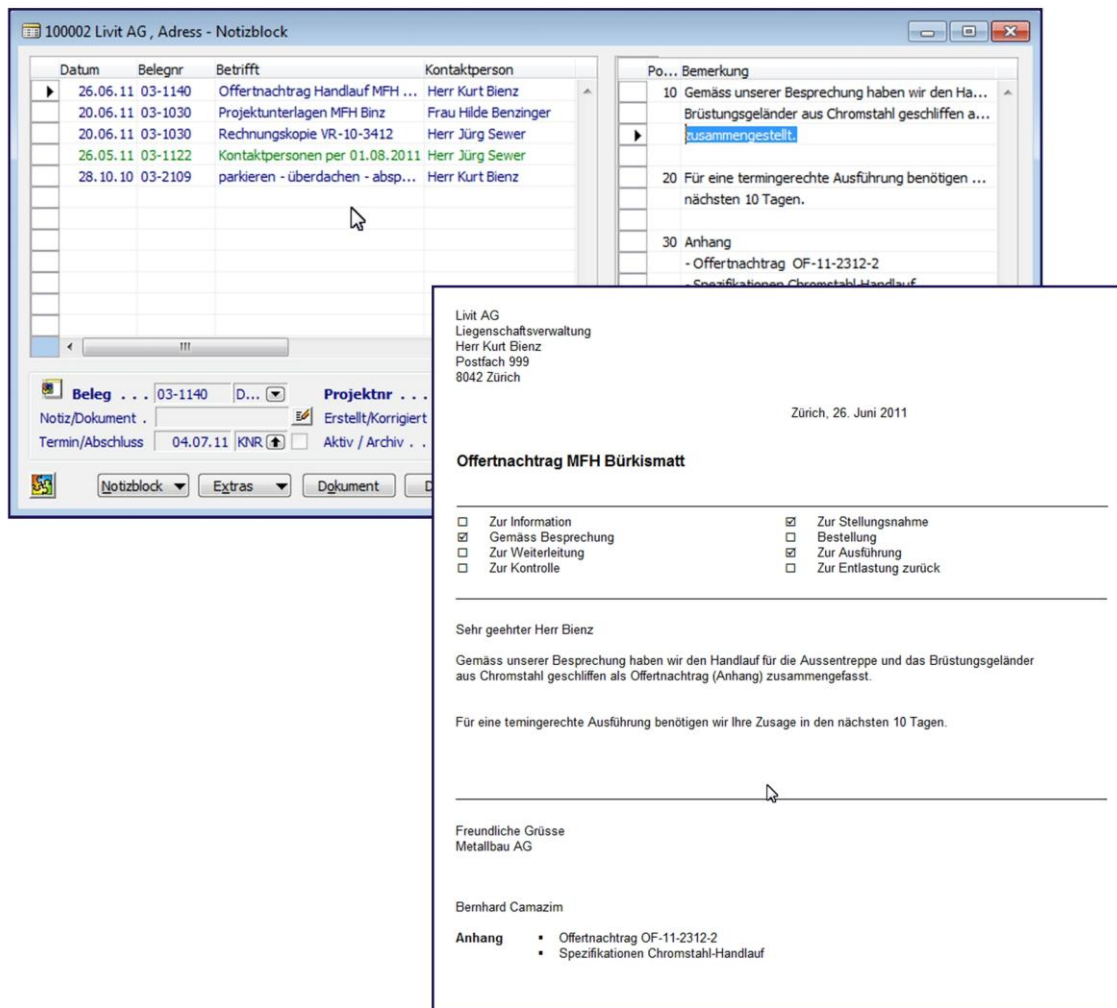 100002 Livit AG , Adress - Notizblock
Datum Belegnr Betrifft Kontaktperson
26.06.11 03-1140 Offertnachtrag Handlauf MFH ... Herr Kurt Bienz
20.06.11 03-1030 Projektunterlagen MFH Binz Frau Hilde Benzinger
20.06.11 03-1030 Rechnungskopie VR-10-3412 Herr Jürg Sewer
26.05.11 03-1122 Kontaktpersonen per 01.08.2011 Herr Jürg Sewer
28.10.10 03-2109 parkieren - überdachen - absp... Herr Kurt Bienz
Po... Bemerkung
10 Gemäss unserer Besprechung haben wir den Ha...
Brüstungsgeländer aus Chromstahl geschliffen a...
zusammengestellt.
20 Für eine termingerechte Ausführung benötigen ...
nächsten 10 Tagen.
30 Anhang
- Offertnachtrag OF-11-2312-2
- Spezifikationen Chromstahl-Handlauf
Beleg . . . 03-1140 D... Projektnr . . .
Notiz/Dokument . Erstellt/Korrigiert
Termin/Abschluss 04.07.11 KNR Aktiv / Archiv . .
Notizblock Extras Dokument D
Livit AG
Liegenschaftsverwaltung
Herr Kurt Bienz
Postfach 999
8042 Zürich
Zürich, 26. Juni 2011
Offertnachtrag MFH Bürkismatt
☐ Zur Information ☑ Zur Stellungsnahme
☑ Gemäss Besprechung ☐ Bestellung
☐ Zur Weiterleitung ☑ Zur Ausführung
☐ Zur Kontrolle ☐ Zur Entlastung zurück
Sehr geehrter Herr Bienz
Gemäss unserer Besprechung haben wir den Handlauf für die Aussentreppe und das Brüstungsgeländer
aus Chromstahl geschliffen als Offertnachtrag (Anhang) zusammengefasst.
Für eine temingerechte Ausführung benötigen wir Ihre Zusage in den nächsten 10 Tagen.
Freundliche Grüsse
Metallbau AG
Bernhard Camazim
Anhang ▪ Offertnachtrag OF-11-2312-2
▪ Spezifikationen Chromstahl-Handlauf